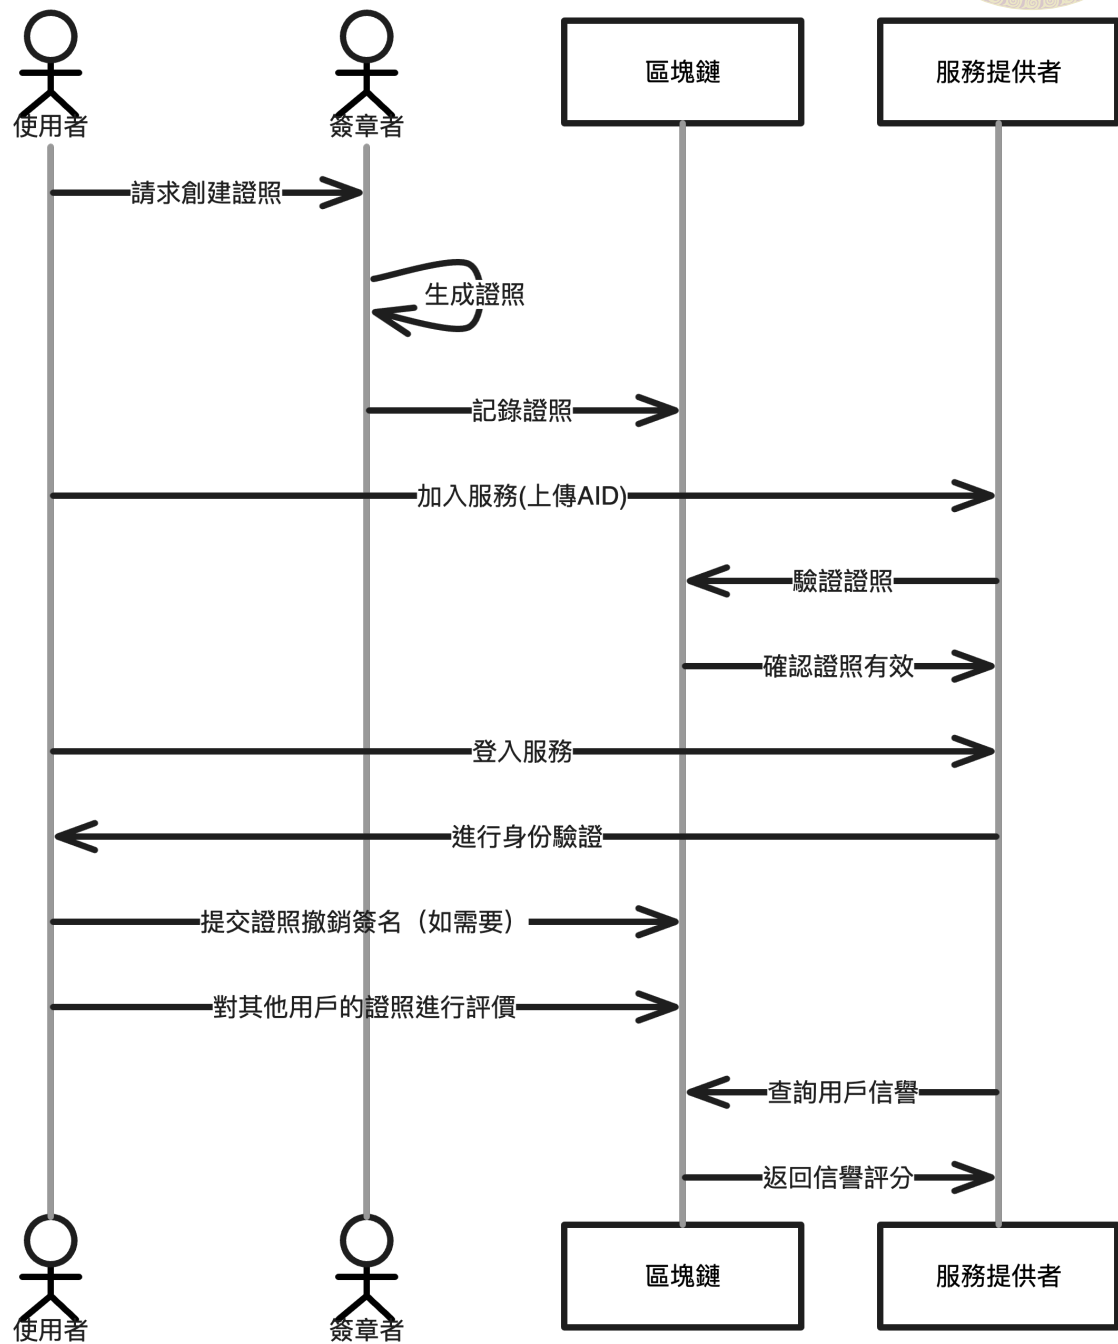 使用者
簽章者
區塊鏈
服務提供者
請求創建證照
生成證照
記錄證照
加入服務(上傳AID)
驗證證照
確認證照有效
登入服務
進行身份驗證
提交證照撤銷簽名（如需要）
對其他用戶的證照進行評價
查詢用戶信譽
返回信譽評分
使用者
簽章者
區塊鏈
服務提供者